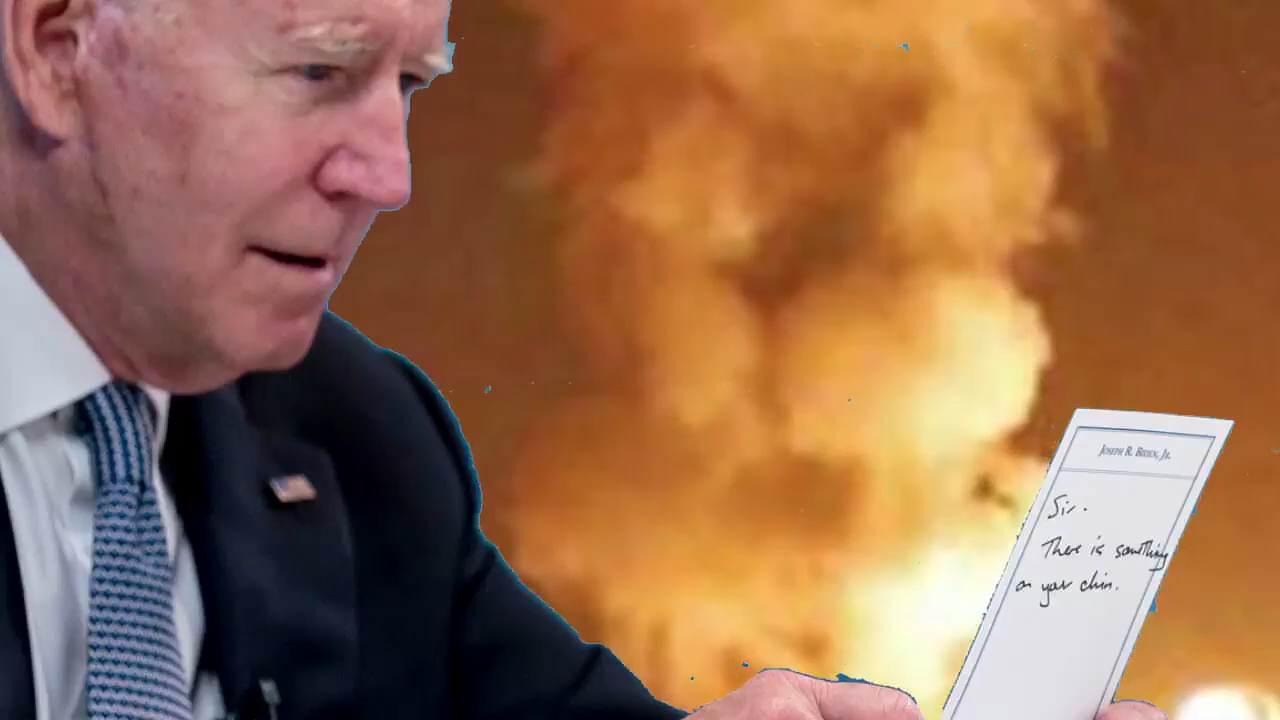 JOSEPH R. BIDEN, JR.
Sir.
There is something
on your chin.